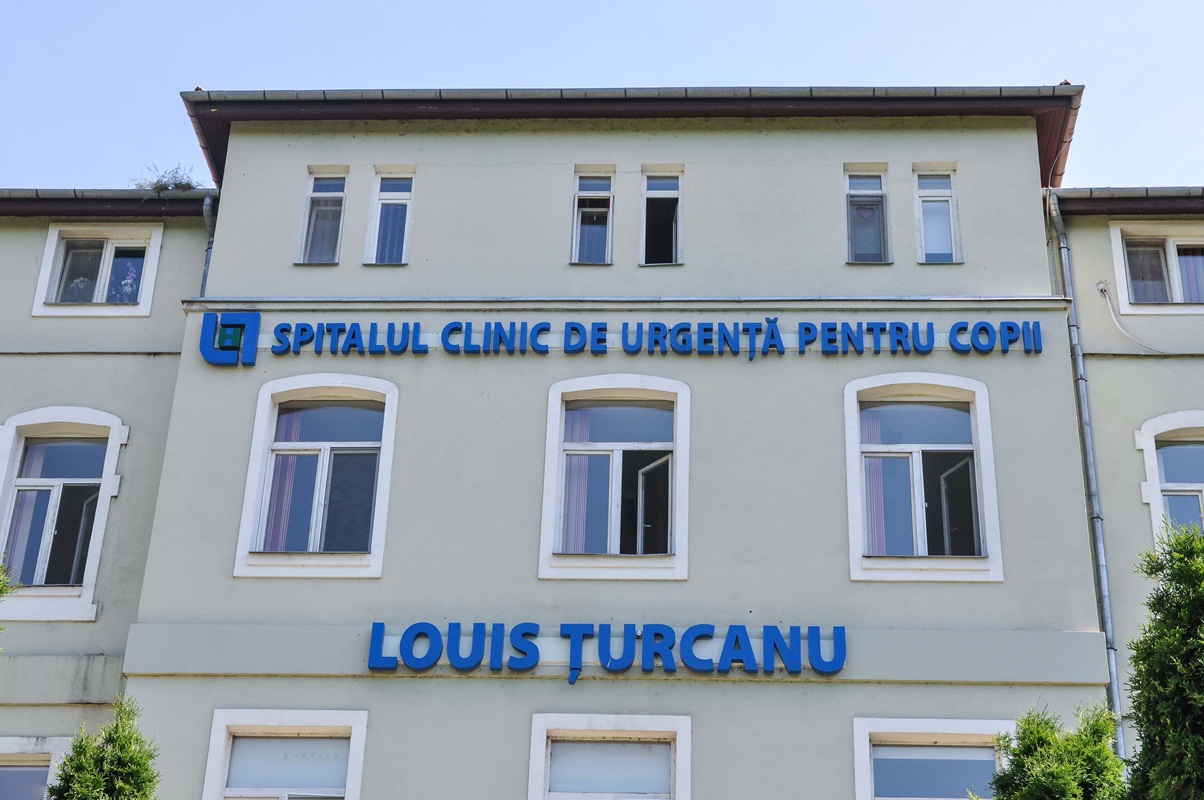 SPITALUL CLINIC DE URGENȚĂ PENTRU COPII
LOUIS ȚURCANU